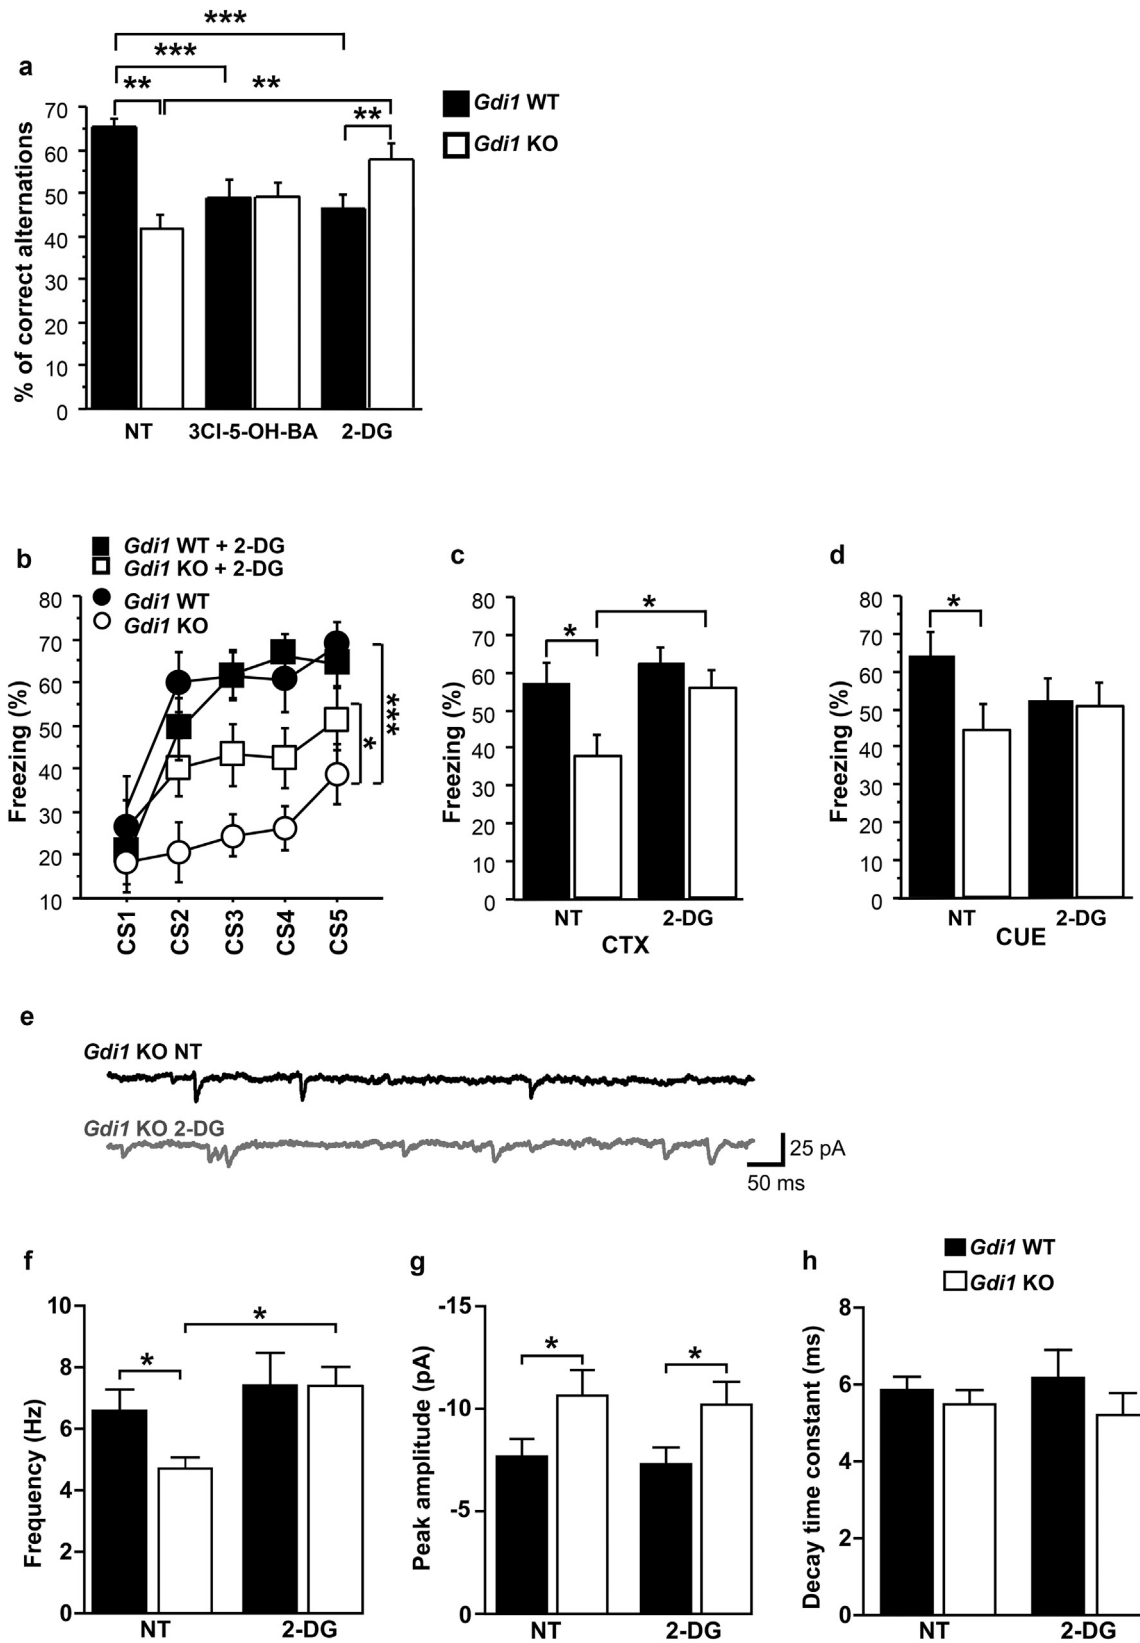 ***
***
a
**
**
**
Gdi1 WT
Gdi1 KO
% of correct alternations
70
60
50
40
30
20
10
0
NT
3Cl-5-OH-BA
2-DG
b
Gdi1 WT + 2-DG
Gdi1 KO + 2-DG
Gdi1 WT
Gdi1 KO
Freezing (%)
80
70
60
50
40
30
20
10
*
***
CS1
CS2
CS3
CS4
CS5
c
Freezing (%)
80
70
60
50
40
30
20
10
0
*
*
NT
2-DG
CTX
d
Freezing (%)
80
70
60
50
40
30
20
10
0
*
NT
2-DG
CUE
e
Gdi1 KO NT
Gdi1 KO 2-DG
25 pA
50 ms
f
Frequency (Hz)
10
8
6
4
2
0
*
*
NT
2-DG
g
Peak amplitude (pA)
-15
-10
-5
0
*
*
NT
2-DG
h
Gdi1 WT
Gdi1 KO
Decay time constant (ms)
8
6
4
2
0
NT
2-DG